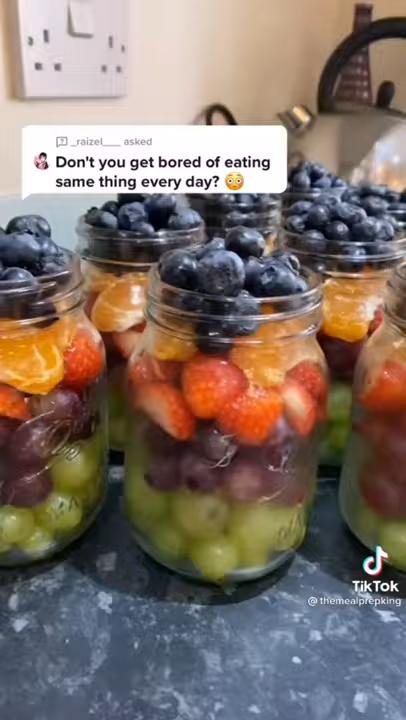 _raizel___ asked
Don't you get bored of eating
same thing every day? 😳
TikTok
@themealprepking